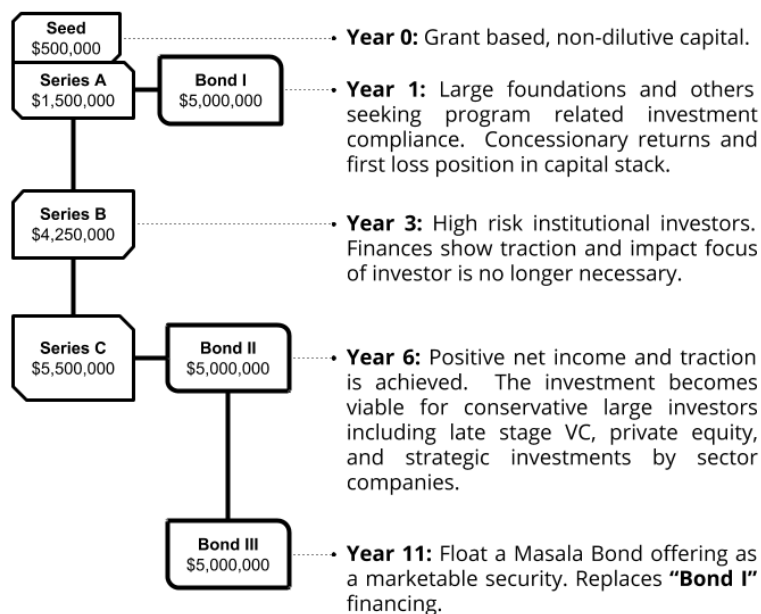 Seed
$500,000
• Year 0: Grant based, non-dilutive capital.
Series A
$1,500,000
Bond I
$5,000,000
• Year 1: Large foundations and others
seeking program related investment
compliance. Concessionary returns and
first loss position in capital stack.
Series B
$4,250,000
• Year 3: High risk institutional investors.
Finances show traction and impact focus
of investor is no longer necessary.
Series C
$5,500,000
Bond II
$5,000,000
• Year 6: Positive net income and traction
is achieved. The investment becomes
viable for conservative large investors
including late stage VC, private equity,
and strategic investments by sector
companies.
Bond III
$5,000,000
• Year 11: Float a Masala Bond offering as
a marketable security. Replaces “Bond I”
financing.